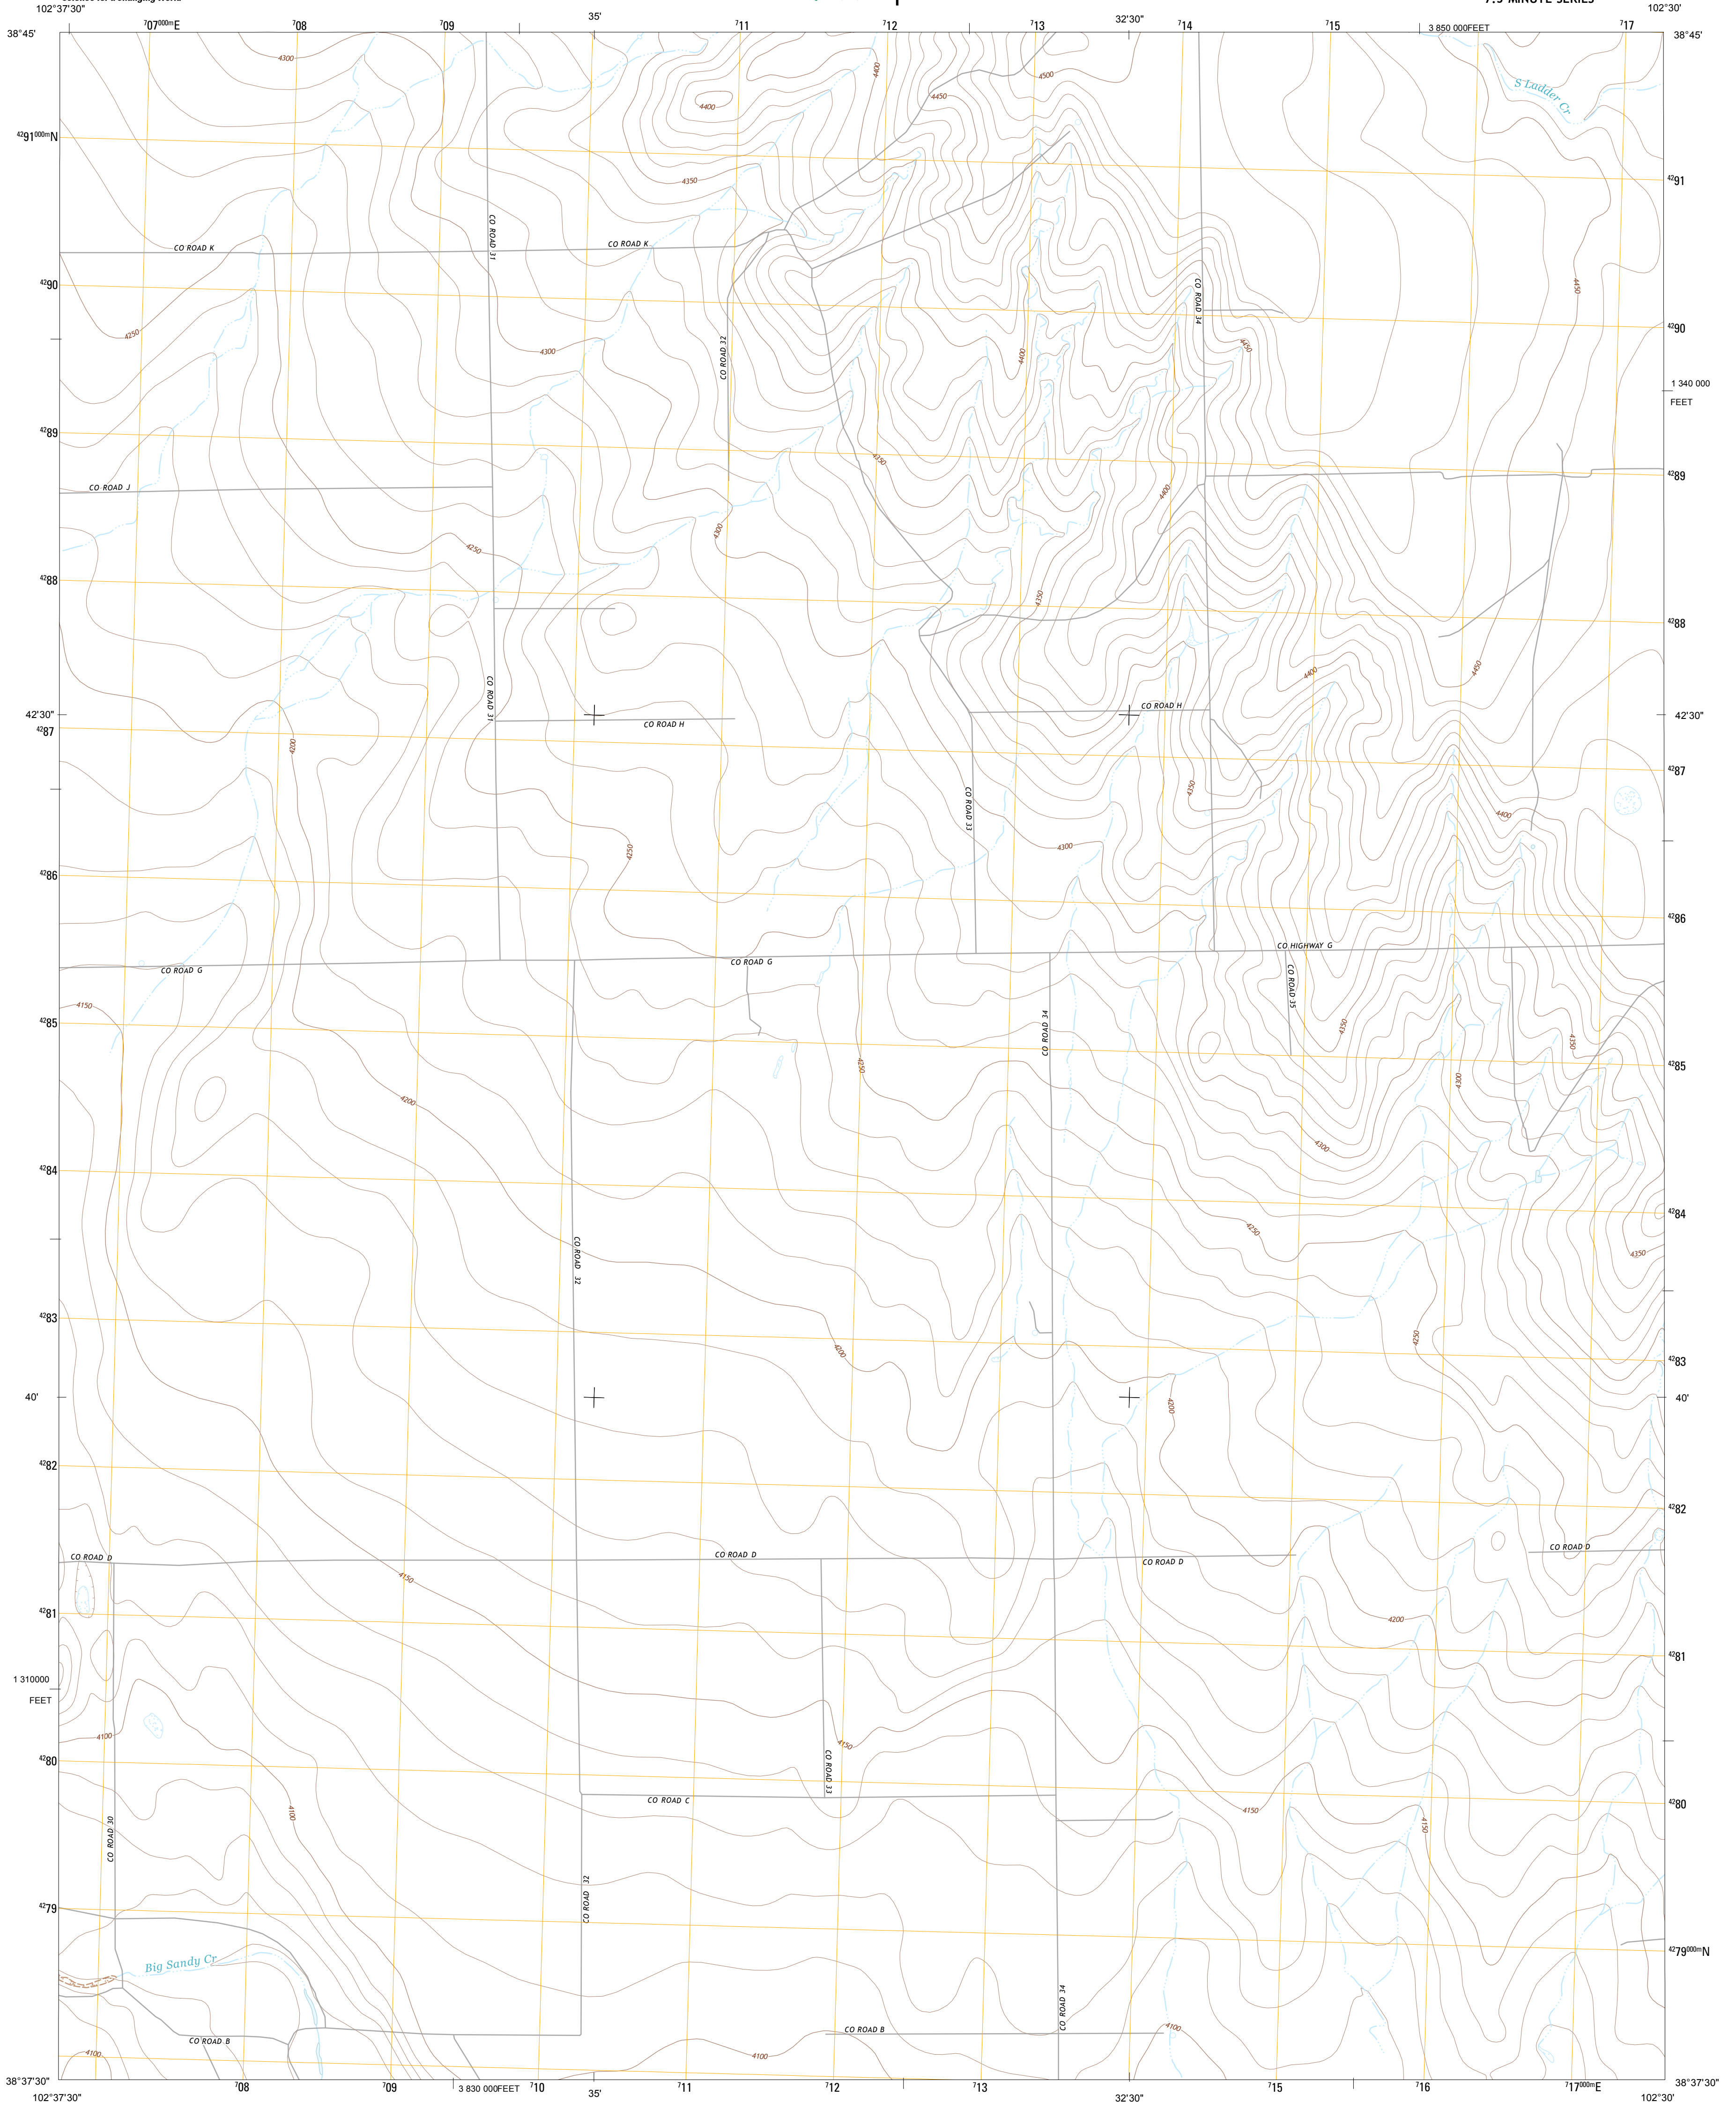 7.5-MINUTE SERIES
102°37'30"
⁷07⁰⁰⁰ᵐE
⁷08
⁷09
35'
⁷11
⁷12
⁷13
32'30"
⁷14
⁷15
3 850 000FEET
⁷17
102°30'
38°45'
38°45'
4300
4400
4500
4400
4450
S Ladder Cr
⁴²91⁰⁰⁰ᵐN
4350
⁴²91
CO ROAD 31
CO ROAD K
CO ROAD K
⁴²90
4450
CO ROAD 34
4250
4300
CO ROAD 32
4400
4450
⁴²90
1 340 000
FEET
⁴²89
4350
⁴²89
CO ROAD J
4400
4250
4300
⁴²88
4350
⁴²88
4400
4450
CO ROAD 31
42'30"
CO ROAD H
CO ROAD H
42'30"
⁴²87
4200
⁴²87
4350
CO ROAD 33
4400
4250
4300
⁴²86
⁴²86
CO HIGHWAY G
CO ROAD G
CO ROAD G
CO ROAD 35
4150
⁴²85
CO ROAD 34
4350
4350
4250
⁴²85
4300
4200
4300
⁴²84
⁴²84
4250
CO ROAD 32
4350
⁴²83
4200
4250
⁴²83
40'
4200
40'
⁴²82
⁴²82
CO ROAD D
CO ROAD D
CO ROAD D
CO ROAD D
4150
⁴²81
4200
⁴²81
1 310000
FEET
4100
4150
⁴²80
CO ROAD 33
CO ROAD C
4100
4150
4150
⁴²80
CO ROAD 30
CO ROAD 32
⁴²79
⁴²79⁰⁰⁰ᵐN
Big Sandy Cr
CO ROAD 34
CO ROAD B
CO ROAD B
4100
4100
4100
38°37'30"
38°37'30"
102°37'30"
⁷08
⁷09
3 830 000FEET
⁷10
35'
⁷11
⁷12
⁷13
32'30"
⁷15
⁷16
⁷17⁰⁰⁰ᵐE
102°30'